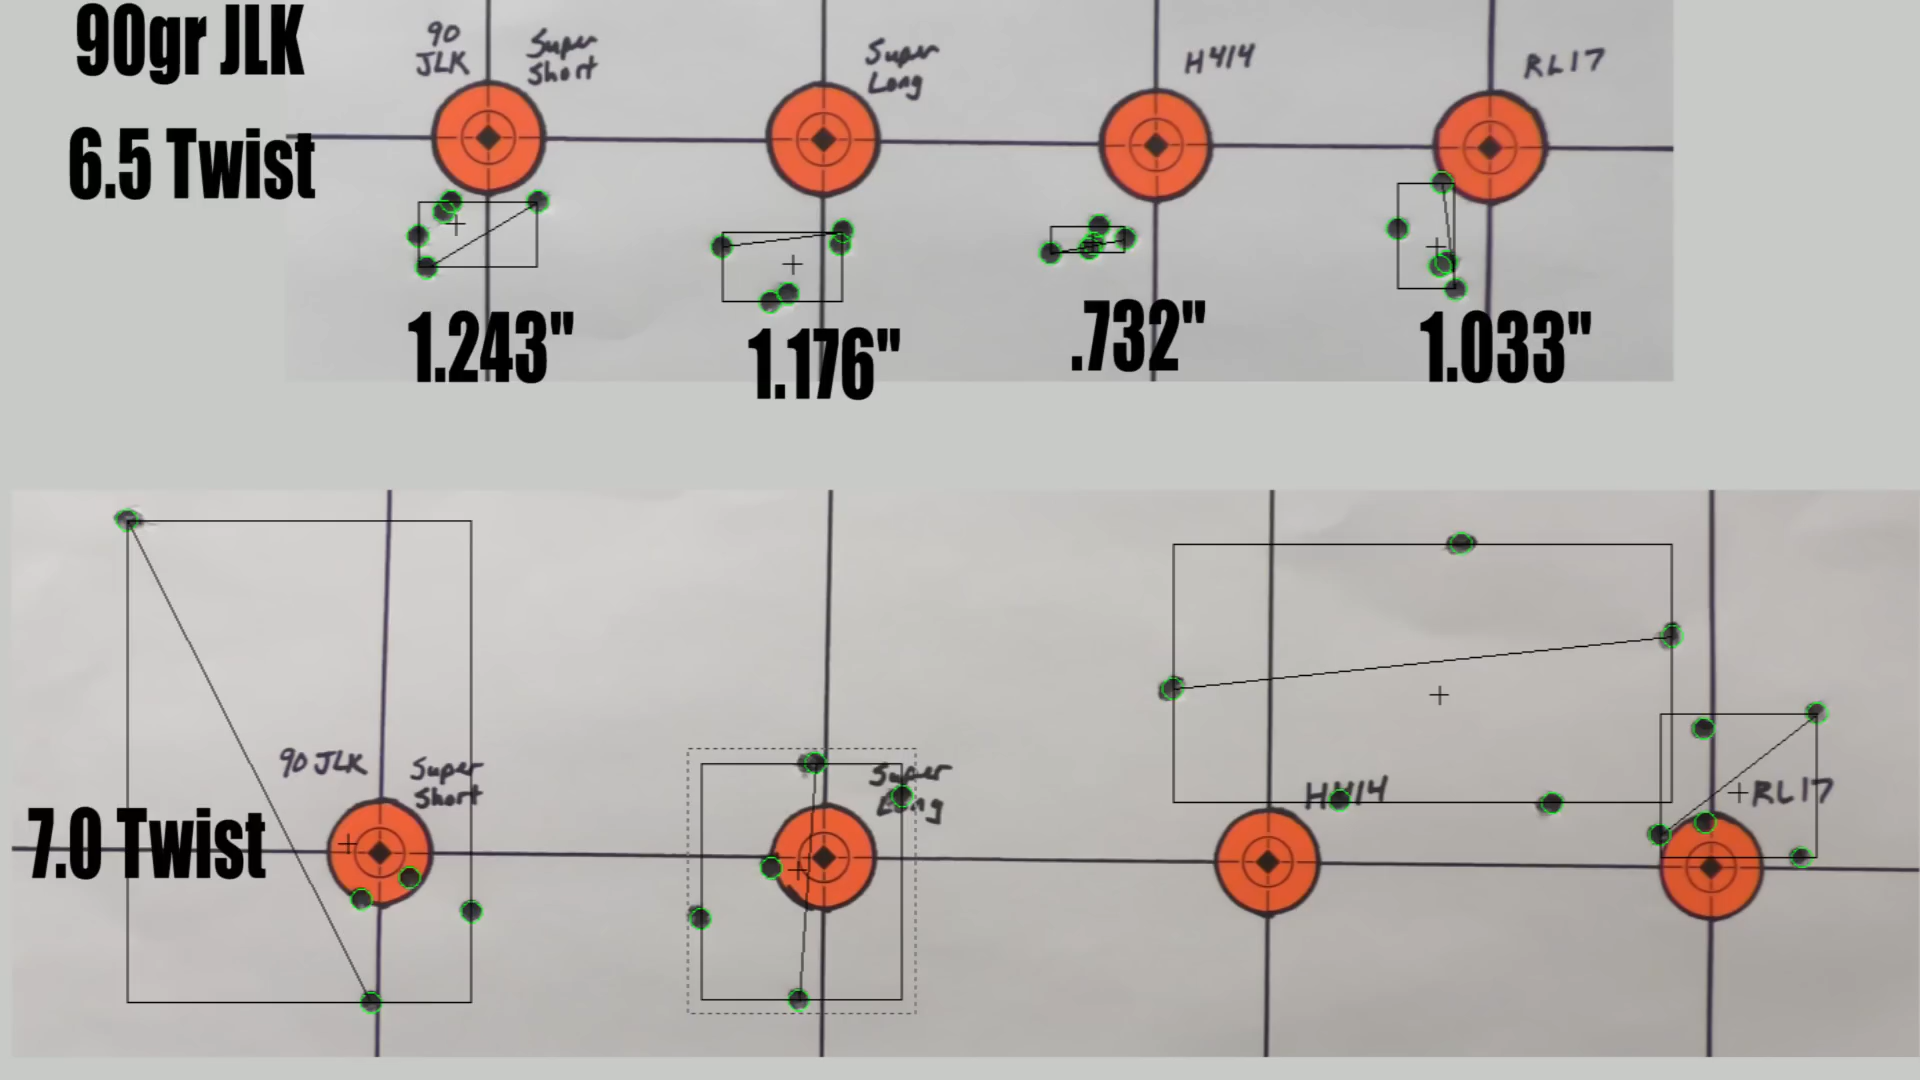 90gr JLK
6.5 Twist
90
JLK
Super
Short
Super
Long
H414
RL17
1.243"
1.176"
.732"
1.033"
90 JLK
Super
Short
Super
Long
H414
RL17
7.0 Twist